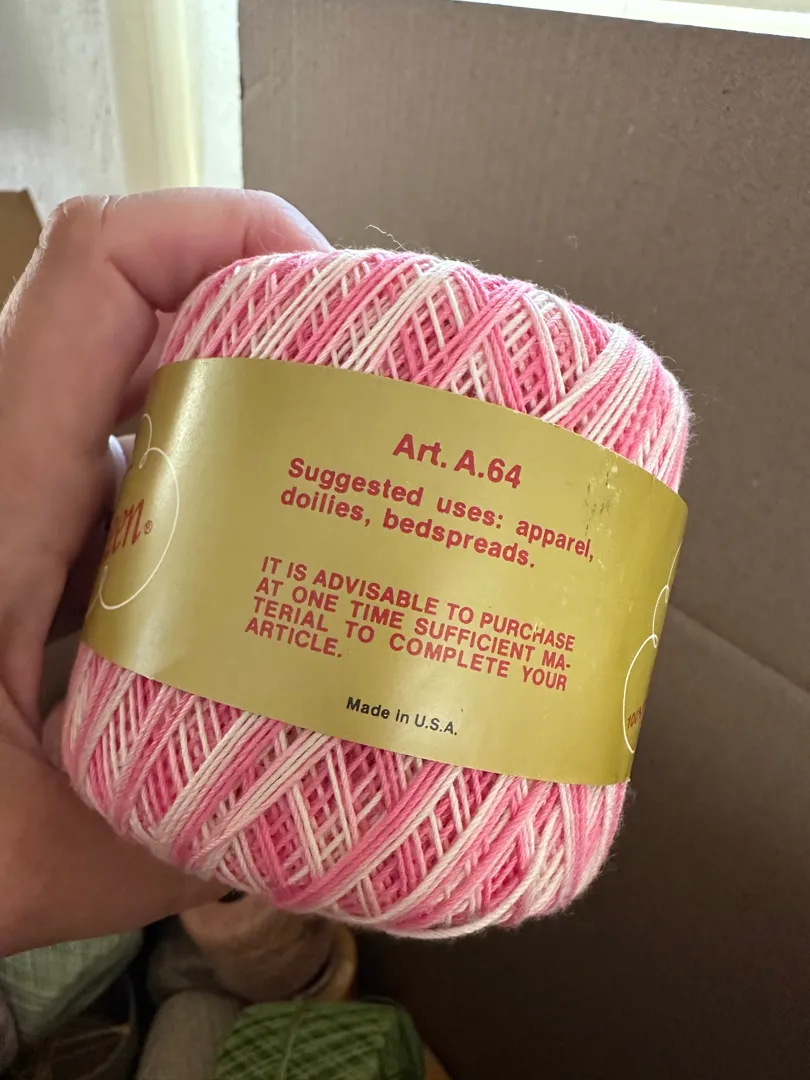 Art. A.64
Suggested uses: apparel,
doilies, bedspreads.
IT IS ADVISABLE TO PURCHASE
AT ONE TIME SUFFICIENT MA-
TERIAL TO COMPLETE YOUR
ARTICLE.
Made in U.S.A.